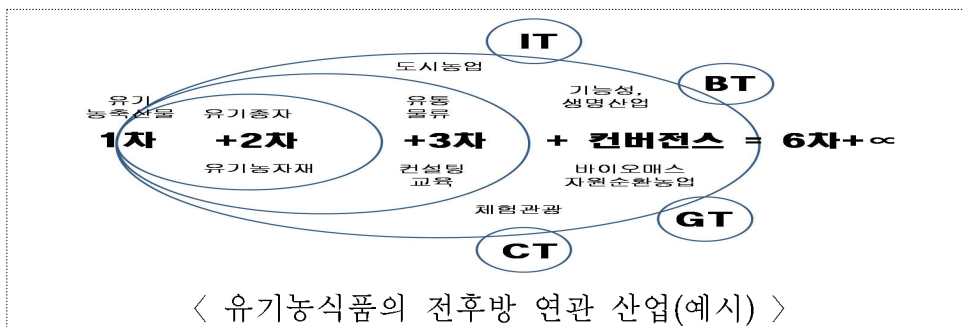 IT
도시농업
BT
기능성,
생명산업
유기
농축산물
유기종자
유통
물류
1차 +2차 +3차 + 컨버전스 = 6차+∝
유기농자재
컨설팅
교육
바이오매스
자원순환농업
체험관광
GT
CT
〈 유기농식품의 전후방 연관 산업(예시) 〉